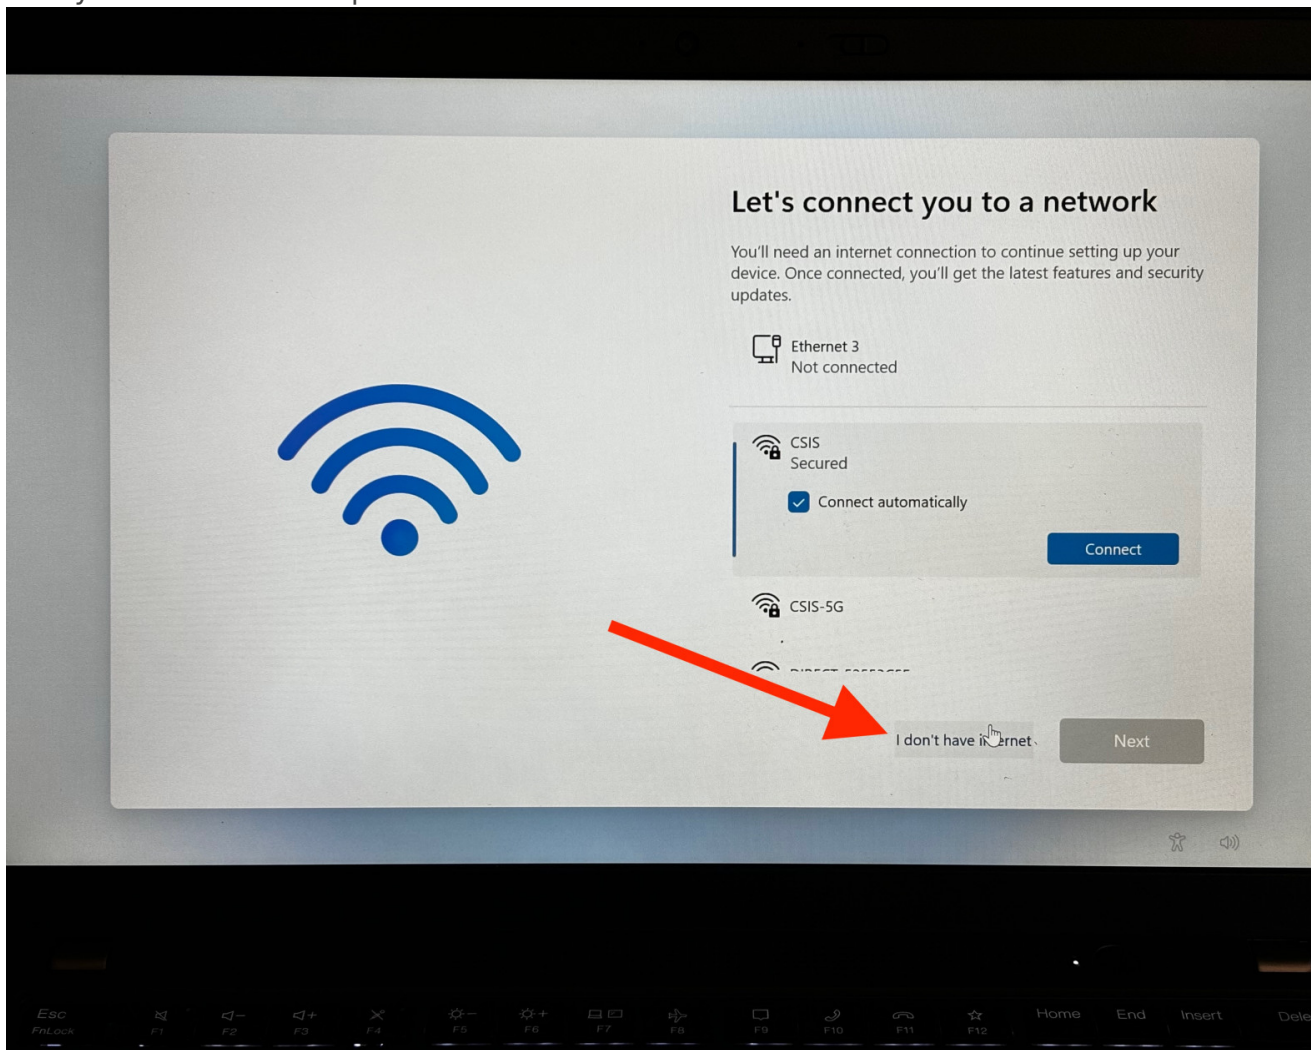 Let's connect you to a network
You'll need an internet connection to continue setting up your
device. Once connected, you'll get the latest features and security
updates.
Ethernet 3
Not connected
CSIS
Secured
Connect automatically
Connect
CSIS-5G
I don't have internet
Next
Esc
FnLock
F1 F2 F3 F4 F5 F6 F7 F8 F9 F10 F11 F12
Home End Insert